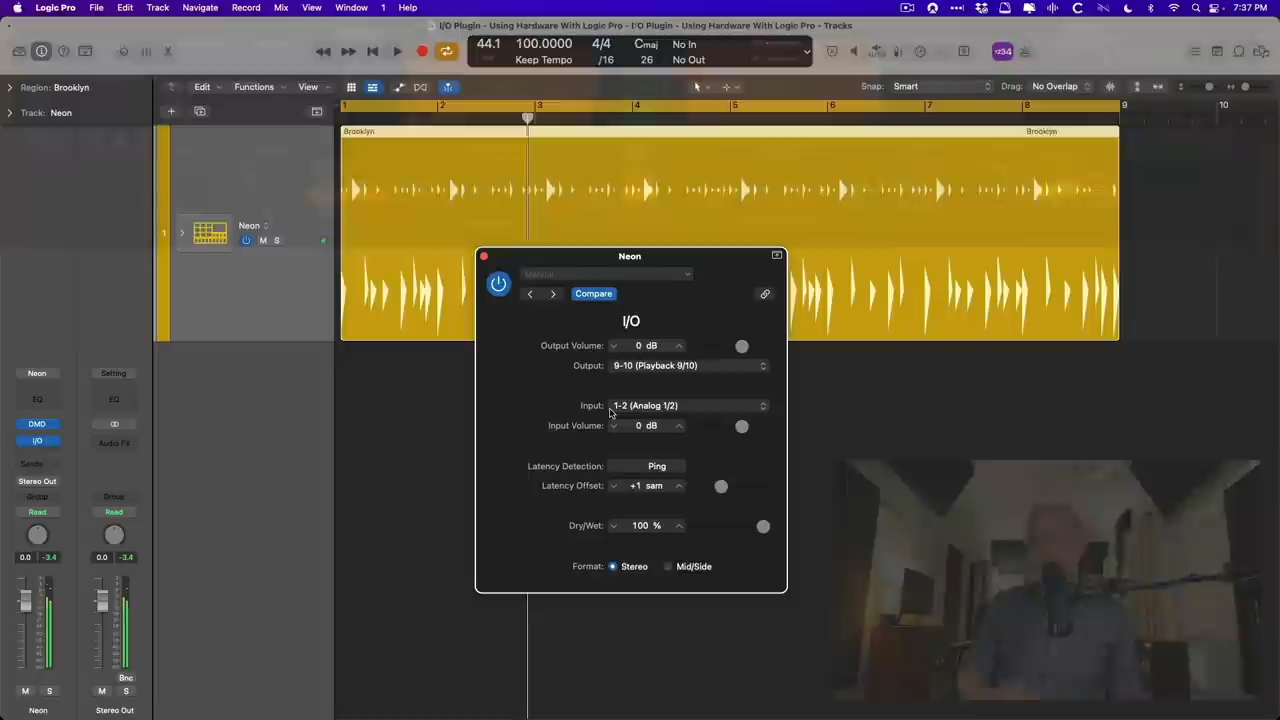 Logic Pro File Edit Track Navigate Record Mix View Window 1 Help 7:37 PM
I/O Plugin - Using Hardware With Logic Pro - I:O Plugin - Using Hardware With Logic Pro - Tracks
44.1 100.0000 4/4 Cmaj No In
Keep Tempo /16 26 No Out
1234
Region: Brooklyn Edit Functions View Snap: Smart Drag: No Overlap
1 2 3 4 5 6 7 8 9 10
Track: Neon
Brooklyn Brooklyn
1 Neon
M S
Neon
Manual
Compare
I/O
Output Volume: 0 dB
Output: 9-10 (Playback 9/10)
Input: 1-2 (Analog 1/2)
Input Volume: 0 dB
Latency Detection: Ping
Latency Offset: +1 sam
Dry/Wet: 100 %
Format: Stereo Mid/Side
Neon Setting
EQ EQ
DMD
I/O Audio FX
Sends
Stereo Out
Group Group
Read Read
0.0 -3.4 0.0 -3.4
Bnc
M S M S
Neon Stereo Out